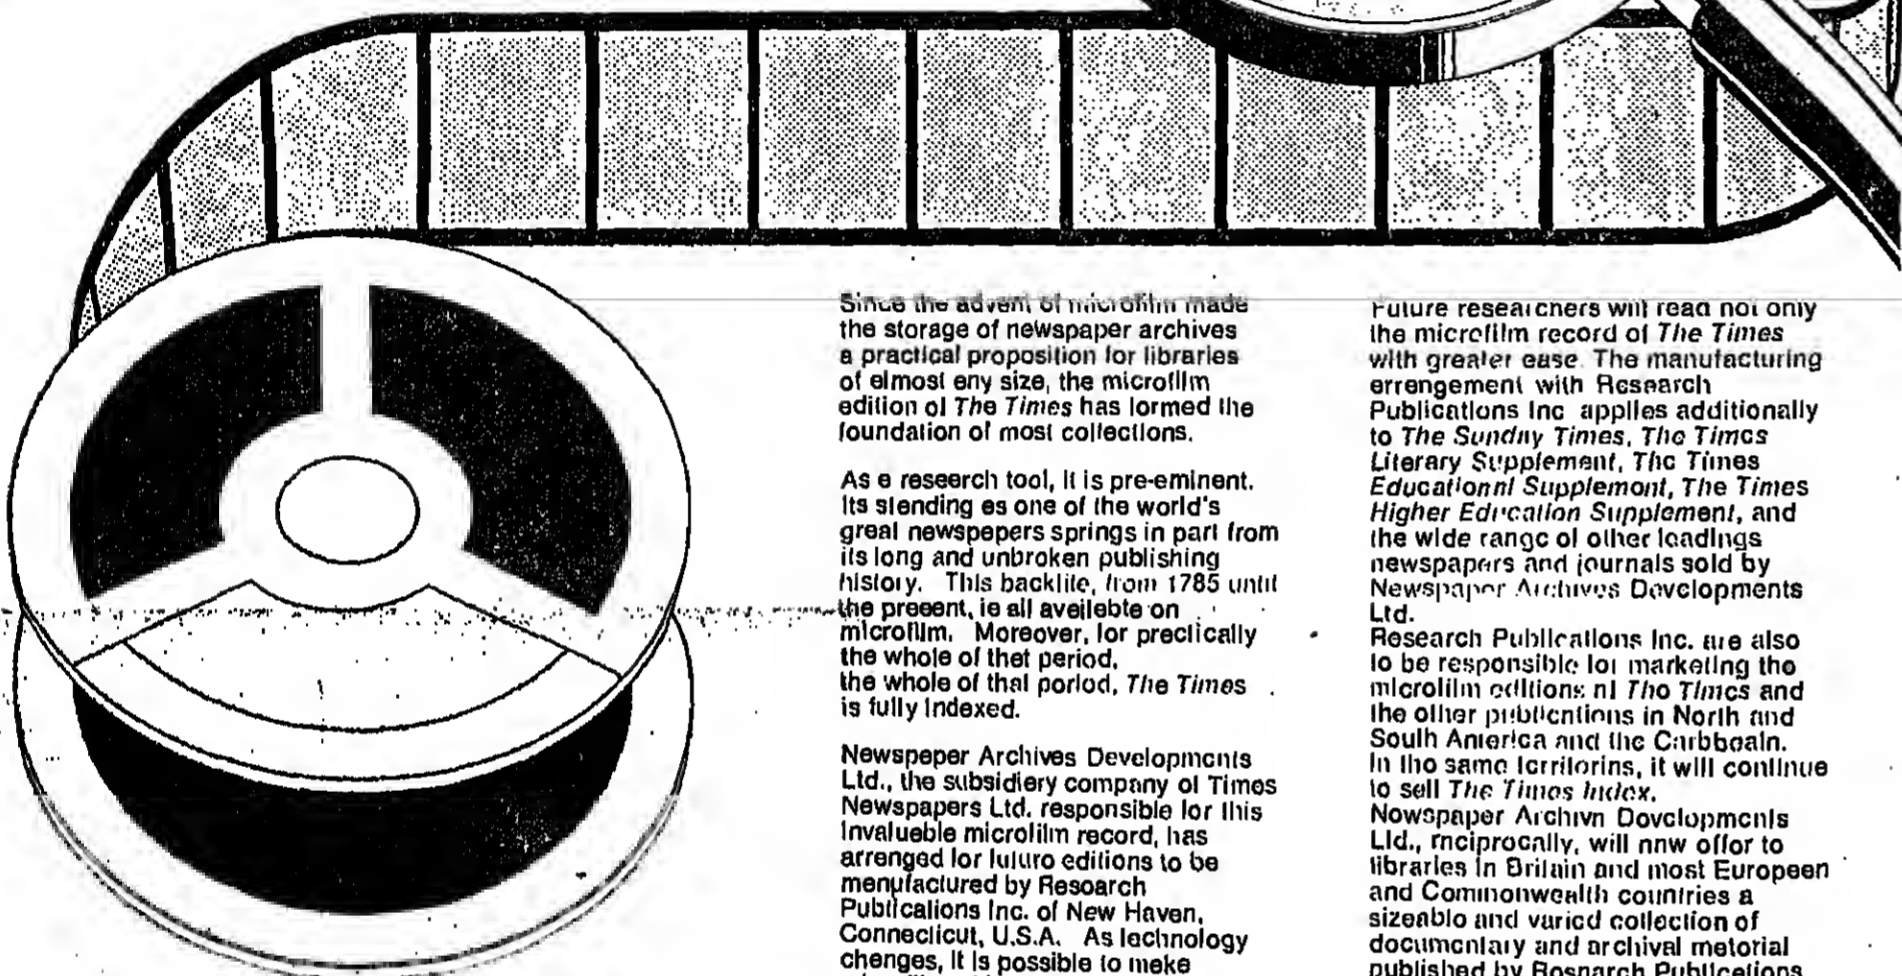 Since the advent of microfilm made
the storage of newspaper archives
a practical proposition for libraries
of almost any size, the microfilm
edition of The Times has formed the
foundation of most collections.
As a research tool, it is pre-eminent.
Its standing as one of the world's
great newspapers springs in part from
its long and unbroken publishing
history. This backfile, from 1785 until
the present, is all available on
microfilm. Moreover, for practically
the whole of that period,
the whole of that period, The Times
is fully indexed.
Newspaper Archives Developments
Ltd., the subsidiary company of Times
Newspapers Ltd. responsible for this
invaluable microfilm record, has
arranged for future editions to be
manufactured by Research
Publications Inc. of New Haven,
Connecticut, U.S.A. As technology
changes, it is possible to make
Future researchers will read not only
the microfilm record of The Times
with greater ease. The manufacturing
arrangement with Research
Publications Inc applies additionally
to The Sunday Times, The Times
Literary Supplement, The Times
Educational Supplement, The Times
Higher Education Supplement, and
the wide range of other leadings
newspapers and journals sold by
Newspaper Archives Developments
Ltd.
Research Publications Inc. are also
to be responsible for marketing the
microfilm editions of The Times and
the other publications in North and
South America and the Caribbeain.
In the same territories, it will continue
to sell The Times Index.
Newspaper Archive Developments
Ltd., reciprocally, will now offer to
libraries in Britain and most European
and Commonwealth countries a
sizeable and varied collection of
documentary and archival material
published by Research Publications